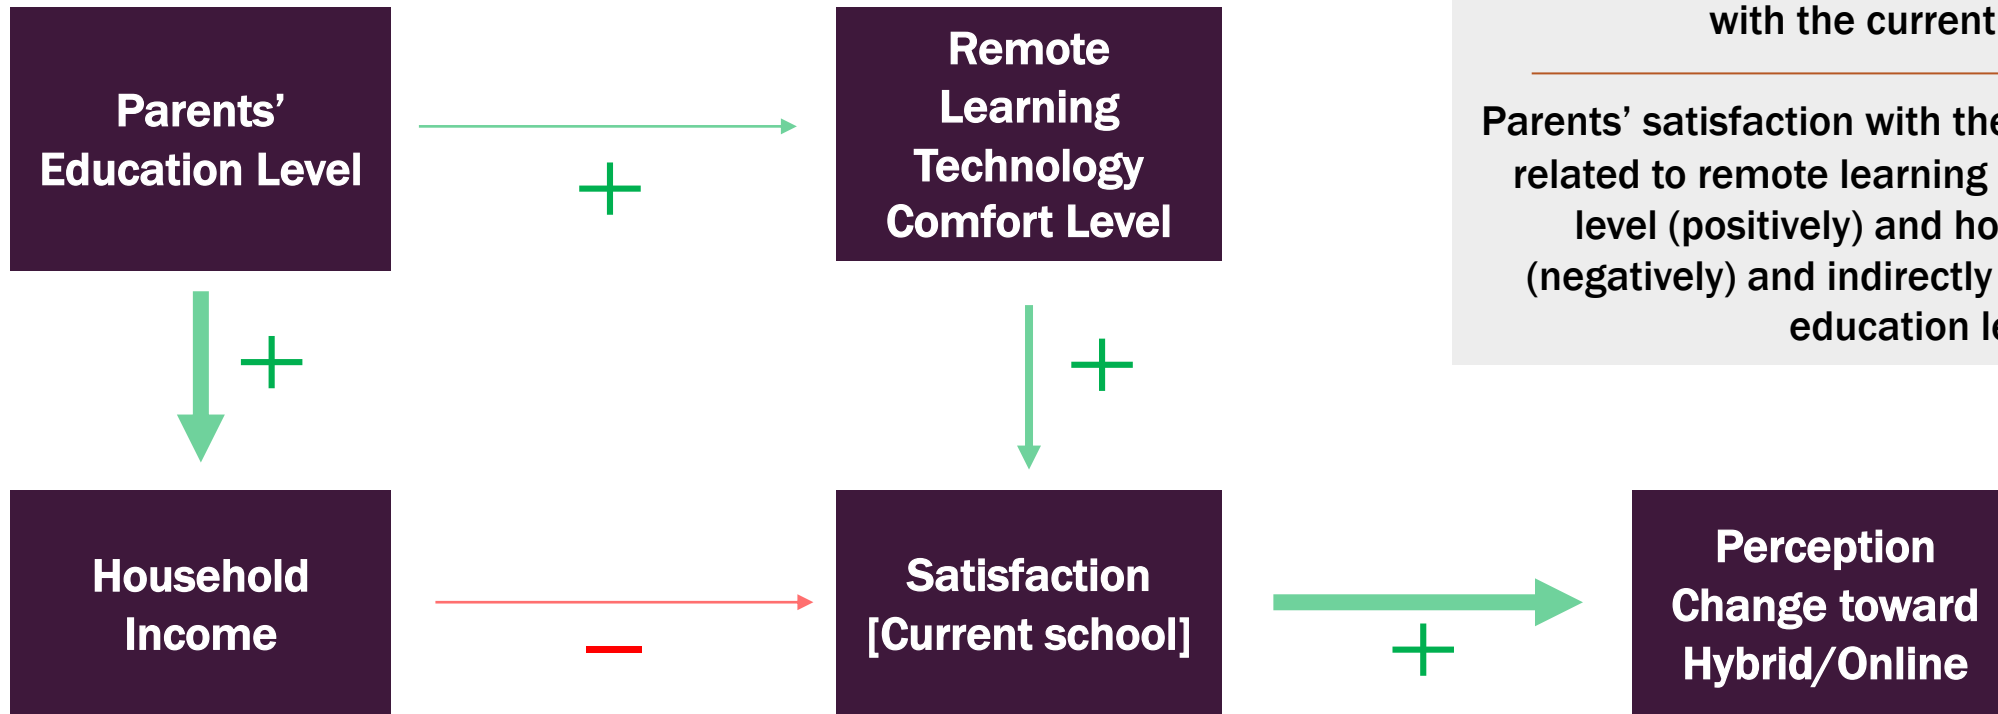 Parents’
Education Level
Remote
Learning
Technology
Comfort Level
with the current
Parents’ satisfaction with the
related to remote learning
level (positively) and ho
(negatively) and indirectly
education le
+
+
+
Household
Income
−
Satisfaction
[Current school]
+
Perception
Change toward
Hybrid/Online